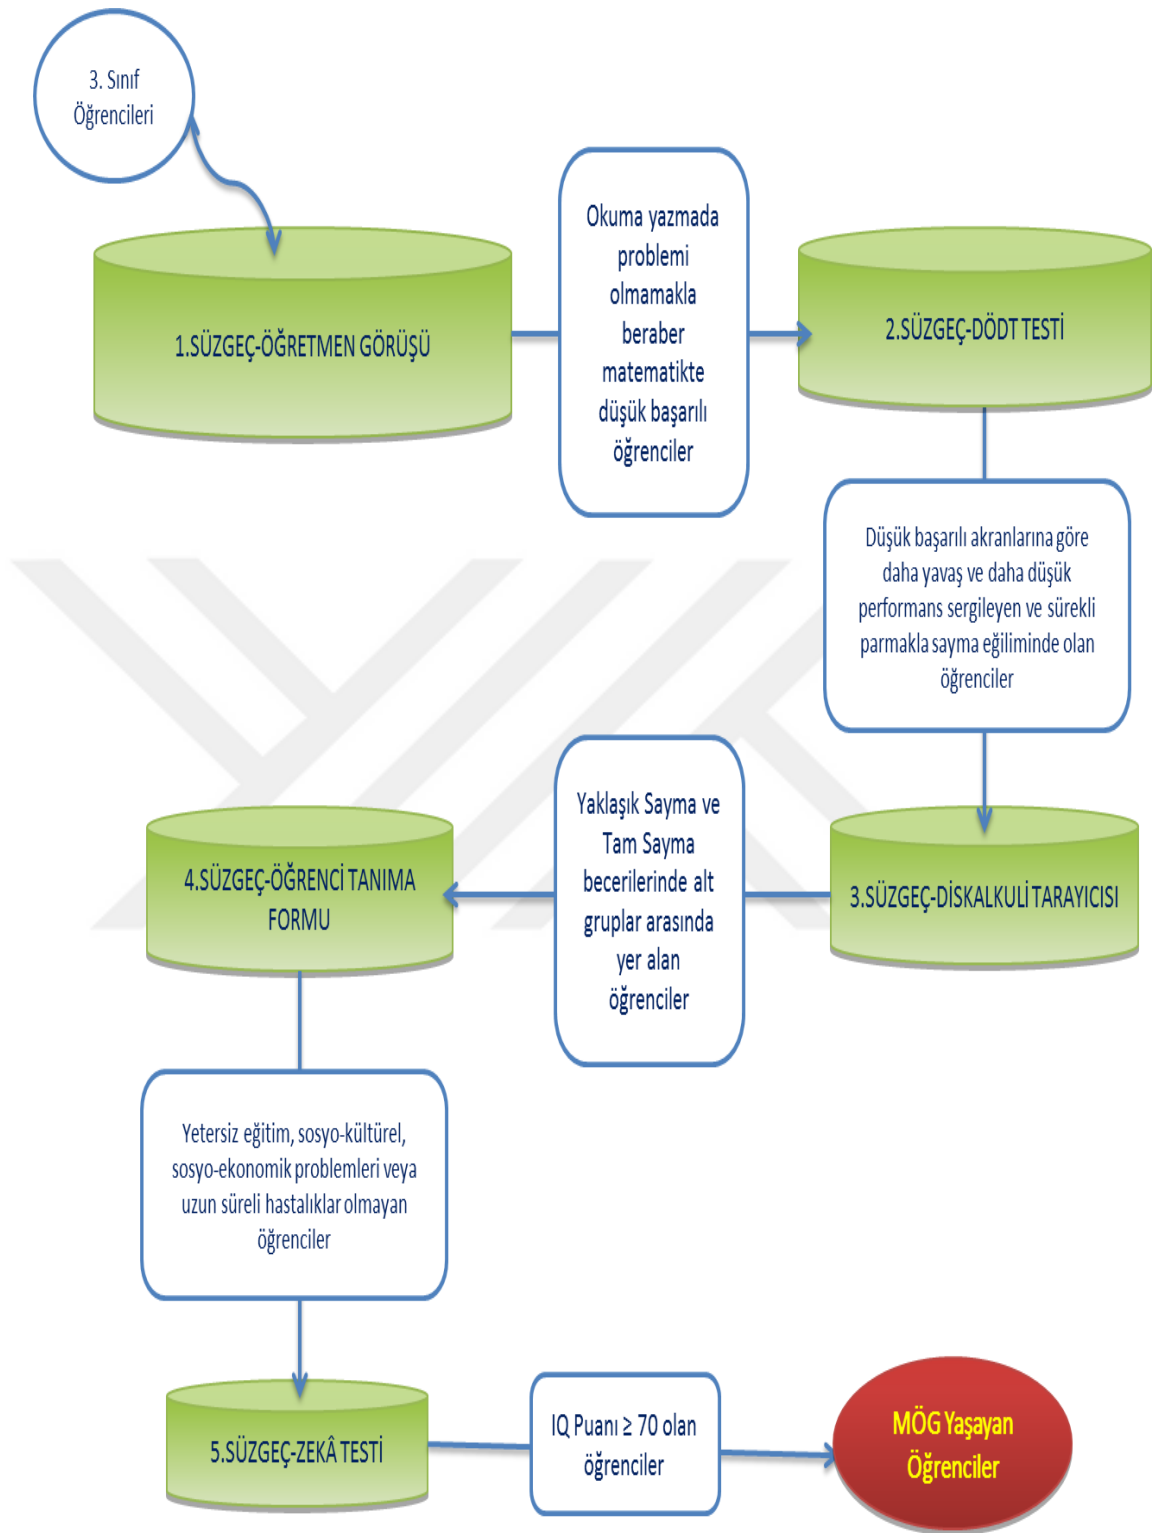 3. Sınıf
Öğrencileri
1.SÜZGEÇ-ÖĞRETMEN GÖRÜŞÜ
Okuma yazmada
problemi
olmamakla
beraber
matematikte
düşük başarılı
öğrenciler
2.SÜZGEÇ-DÖDT TESTİ
Düşük başarılı akranlarına göre
daha yavaş ve daha düşük
performans sergileyen ve sürekli
parmakla sayma eğiliminde olan
öğrenciler
3.SÜZGEÇ-DİSKALKULİ TARAYICISI
Yaklaşık Sayma ve
Tam Sayma
becerilerinde alt
gruplar arasında
yer alan
öğrenciler
4.SÜZGEÇ-ÖĞRENCİ TANIMA
FORMU
Yetersiz eğitim, sosyo-kültürel,
sosyo-ekonomik problemleri veya
uzun süreli hastalıklar olmayan
öğrenciler
5.SÜZGEÇ-ZEKÂ TESTİ
IQ Puanı ≥ 70 olan
öğrenciler
MÖG Yaşayan
Öğrenciler